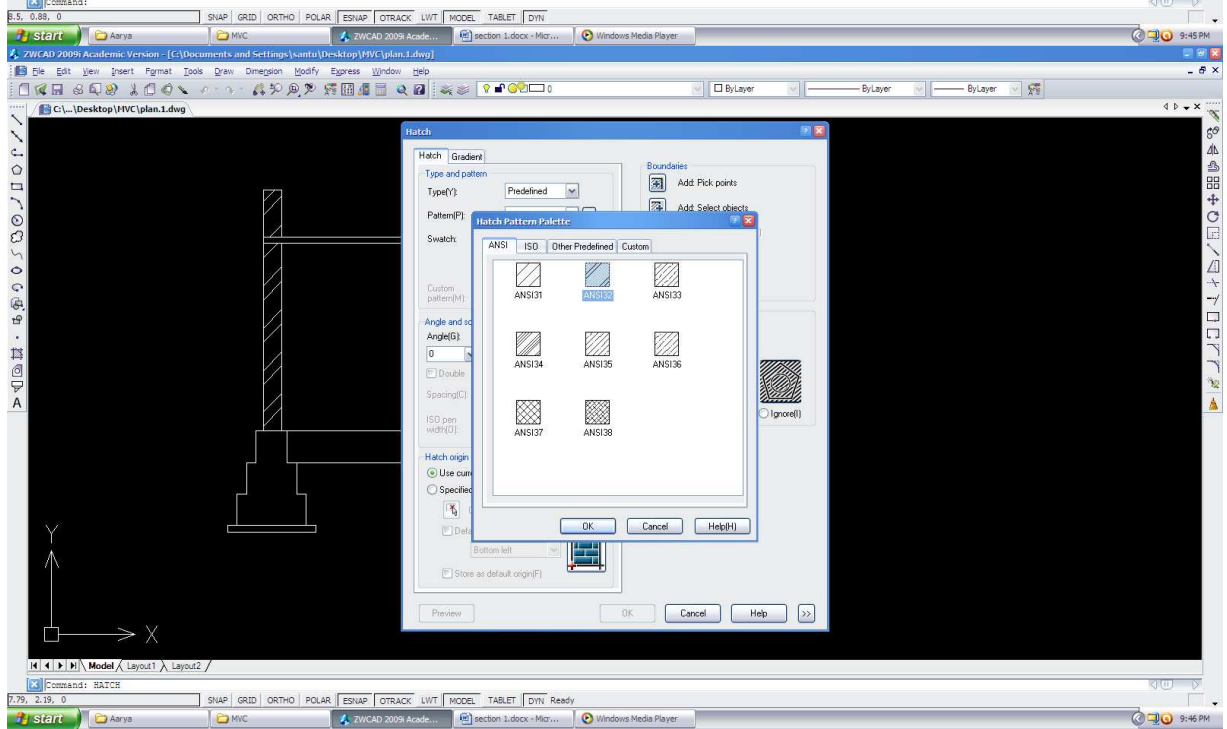 Command:
8.5, 0.88, 0 SNAP GRID ORTHO POLAR ESNAP OTRACK LWT MODEL TABLET DYN
start Aarya MVC ZWCAD 2009i Acade... section 1.docx - Micr... Windows Media Player 9:45 PM
ZWCAD 2009i Academic Version - [C:\Documents and Settings\santu\Desktop\MVC\plan.1.dwg]
File Edit View Insert Format Tools Draw Dimension Modify Express Window Help
0 ByLayer ByLayer ByLayer
C:\...\Desktop\MVC\plan.1.dwg
Hatch
Hatch Gradient
Type and pattern
Type(Y): Predefined
Pattern(P):
Swatch:
Custom
pattern(M):
Angle and sc
Angle(G):
0
Double
Spacing(C):
ISO pen
width(O):
Hatch origin
Use curr
Specified
Defa
Bottom left
Store as default origin(F)
Boundaries
Add: Pick points
Add: Select objects
Ignore(I)
Hatch Pattern Palette
ANSI ISO Other Predefined Custom
ANSI31 ANSI32 ANSI33
ANSI34 ANSI35 ANSI36
ANSI37 ANSI38
OK Cancel Help(H)
Preview OK Cancel Help >>
Y
X
A
Model Layout1 Layout2
Command: HATCH
7.79, 2.19, 0 SNAP GRID ORTHO POLAR ESNAP OTRACK LWT MODEL TABLET DYN Ready
start Aarya MVC ZWCAD 2009i Acade... section 1.docx - Micr... Windows Media Player 9:46 PM